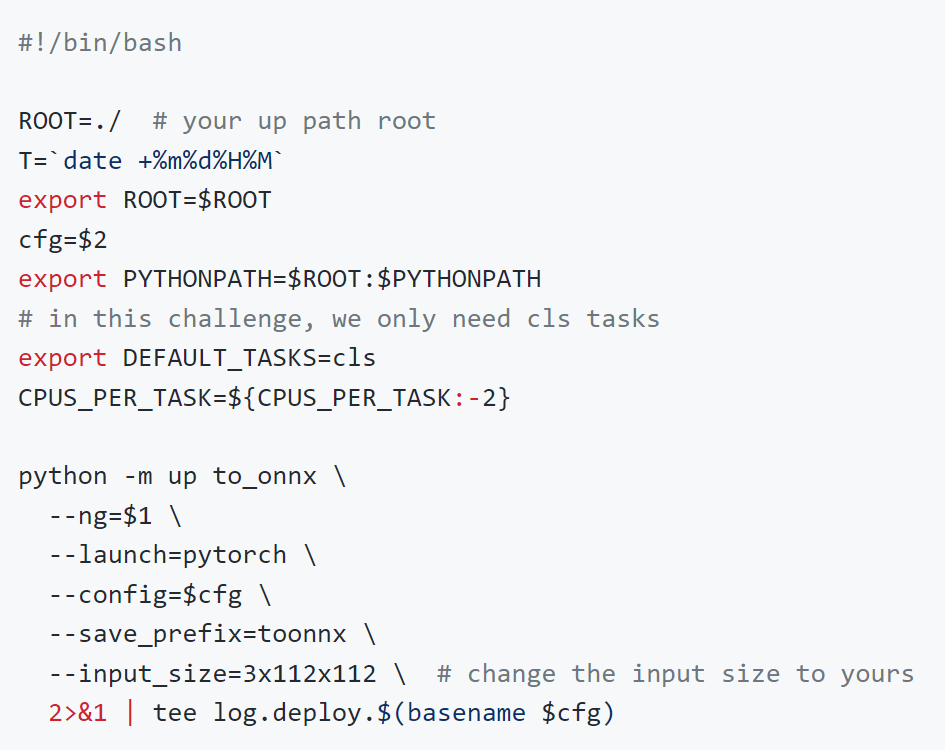 #!/bin/bash
ROOT=./  # your up path root
T=`date +%m%d%H%M`
export ROOT=$ROOT
cfg=$2
export PYTHONPATH=$ROOT:$PYTHONPATH
# in this challenge, we only need cls tasks
export DEFAULT_TASKS=cls
CPUS_PER_TASK=${CPUS_PER_TASK:-2}
python -m up to_onnx \
  --ng=$1 \
  --launch=pytorch \
  --config=$cfg \
  --save_prefix=toonnx \
  --input_size=3x112x112 \  # change the input size to yours
  2>&1 | tee log.deploy.$(basename $cfg)